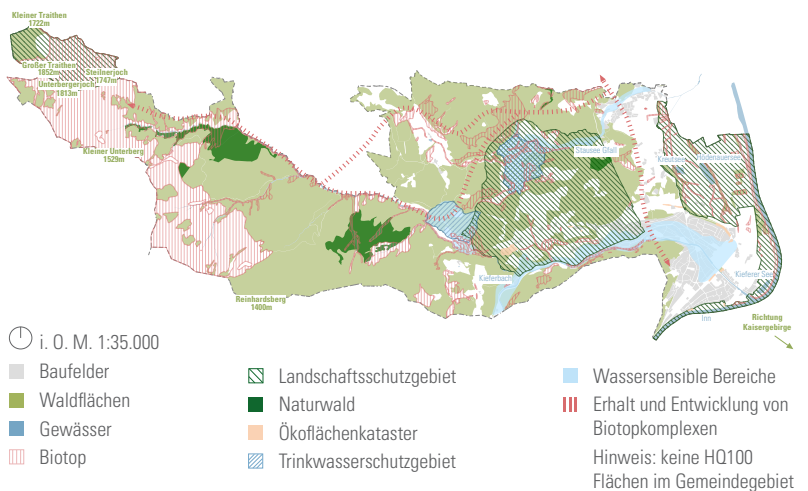 Kleiner Traithen
1722m
Großer Traithen
1852m
Steilnerjoch
1747m
Unterbergerjoch
1813m
Kleiner Unterberg
1529m
Reinhardsberg
1400m
Stausee Gfall
Kreutsee
Hödenauersee
Kieferbach
Kieferer See
Inn
Richtung
Kaisergebirge
i. O. M. 1:35.000
Baufelder
Waldflächen
Gewässer
Biotop
Landschaftsschutzgebiet
Naturwald
Ökoflächenkataster
Trinkwasserschutzgebiet
Wassersensible Bereiche
Erhalt und Entwicklung von
Biotopkomplexen
Hinweis: keine HQ100
Flächen im Gemeindegebiet